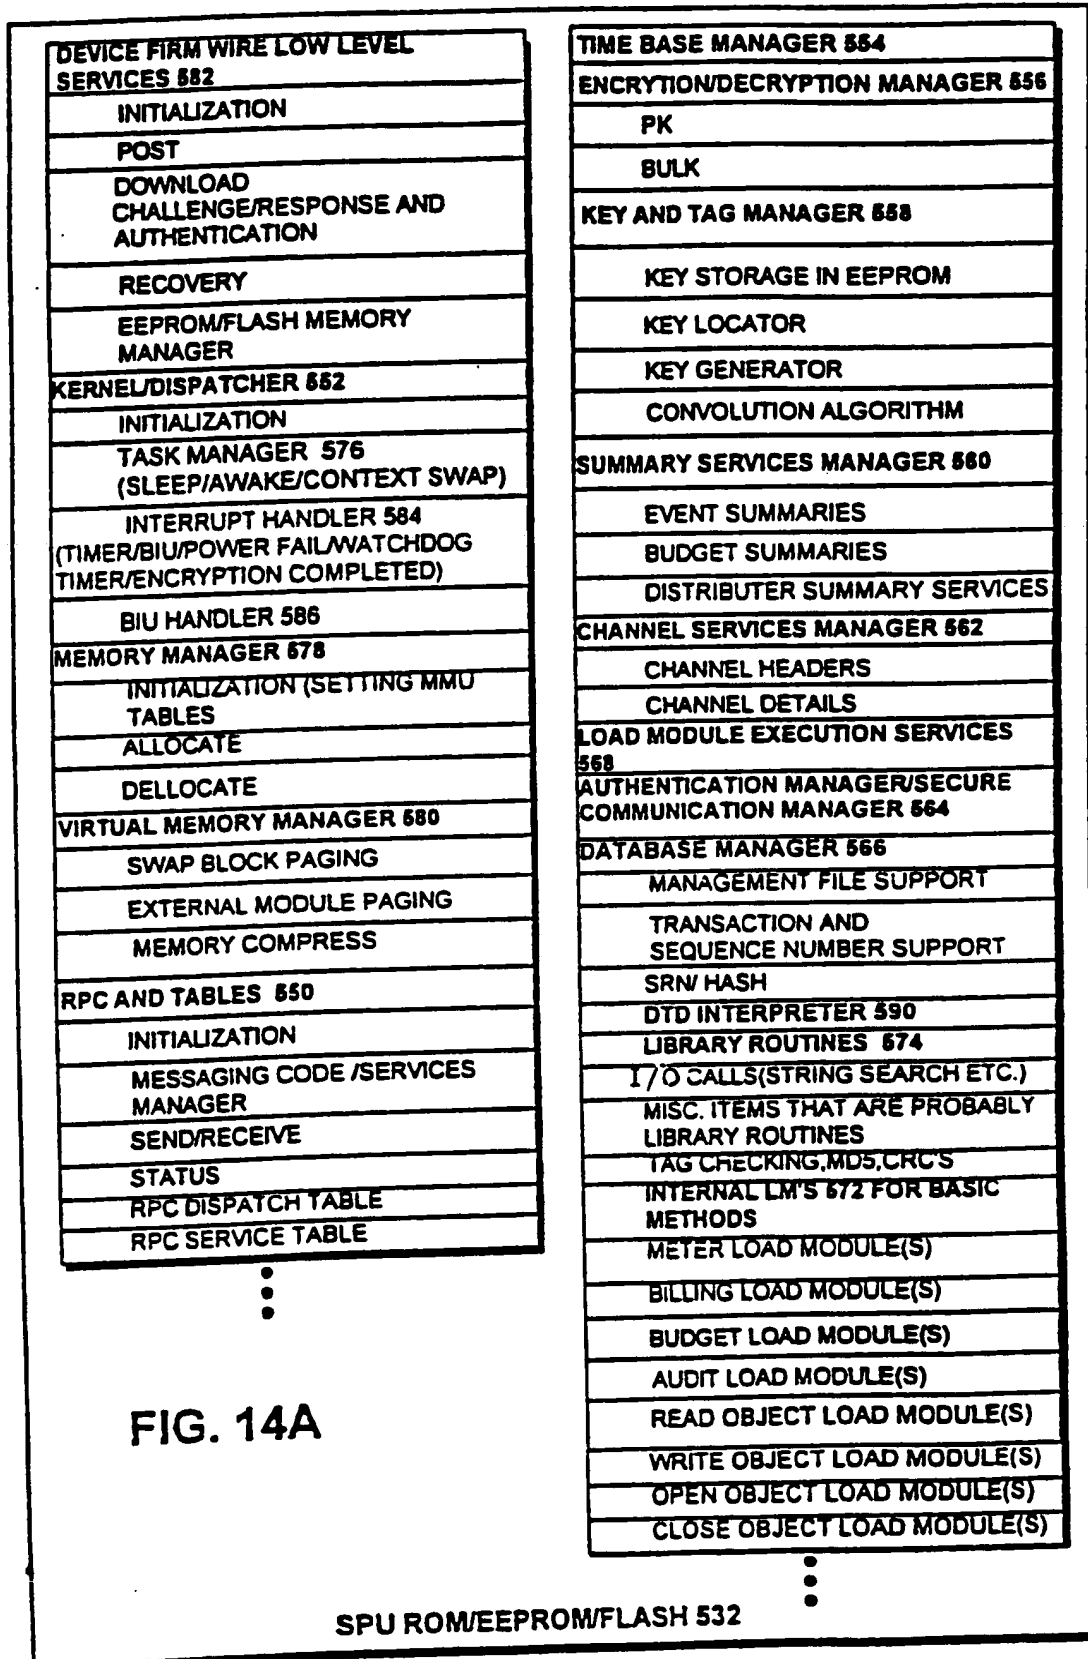 DEVICE FIRM WIRE LOW LEVEL
SERVICES 582
INITIALIZATION
POST
DOWNLOAD
CHALLENGE/RESPONSE AND
AUTHENTICATION
RECOVERY
EEPROM/FLASH MEMORY
MANAGER
KERNEL/DISPATCHER 552
INITIALIZATION
TASK MANAGER 576
(SLEEP/AWAKE/CONTEXT SWAP)
INTERRUPT HANDLER 584
(TIMER/BIU/POWER FAIL/WATCHDOG
TIMER/ENCRYPTION COMPLETED)
BIU HANDLER 586
MEMORY MANAGER 578
INITIALIZATION (SETTING MMU
TABLES
ALLOCATE
DELLOCATE
VIRTUAL MEMORY MANAGER 580
SWAP BLOCK PAGING
EXTERNAL MODULE PAGING
MEMORY COMPRESS
RPC AND TABLES 550
INITIALIZATION
MESSAGING CODE /SERVICES
MANAGER
SEND/RECEIVE
STATUS
RPC DISPATCH TABLE
RPC SERVICE TABLE
FIG. 14A
TIME BASE MANAGER 554
ENCRYTION/DECRYPTION MANAGER 556
PK
BULK
KEY AND TAG MANAGER 558
KEY STORAGE IN EEPROM
KEY LOCATOR
KEY GENERATOR
CONVOLUTION ALGORITHM
SUMMARY SERVICES MANAGER 560
EVENT SUMMARIES
BUDGET SUMMARIES
DISTRIBUTER SUMMARY SERVICES
CHANNEL SERVICES MANAGER 562
CHANNEL HEADERS
CHANNEL DETAILS
LOAD MODULE EXECUTION SERVICES
568
AUTHENTICATION MANAGER/SECURE
COMMUNICATION MANAGER 564
DATABASE MANAGER 566
MANAGEMENT FILE SUPPORT
TRANSACTION AND
SEQUENCE NUMBER SUPPORT
SRN/ HASH
DTD INTERPRETER 590
LIBRARY ROUTINES 574
I/O CALLS(STRING SEARCH ETC.)
MISC. ITEMS THAT ARE PROBABLY
LIBRARY ROUTINES
TAG CHECKING,MD5,CRC'S
INTERNAL LM'S 572 FOR BASIC
METHODS
METER LOAD MODULE(S)
BILLING LOAD MODULE(S)
BUDGET LOAD MODULE(S)
AUDIT LOAD MODULE(S)
READ OBJECT LOAD MODULE(S)
WRITE OBJECT LOAD MODULE(S)
OPEN OBJECT LOAD MODULE(S)
CLOSE OBJECT LOAD MODULE(S)
SPU ROM/EEPROM/FLASH 532